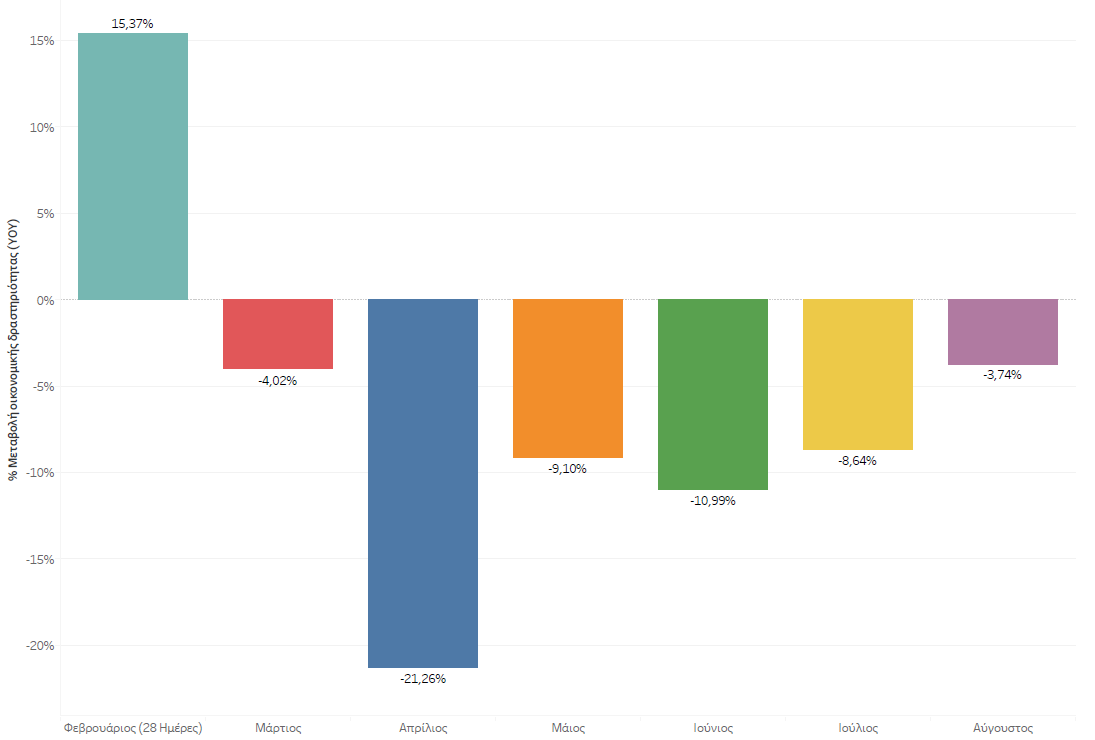 15,37%
15%
10%
5%
0%
-5%
-10%
-15%
-20%
% Μεταβολή οικονομικής δραστηριότητας (YOY)
-4,02%
-21,26%
-9,10%
-10,99%
-8,64%
-3,74%
Φεβρουάριος (28 Ημέρες)
Μάρτιος
Απρίλιος
Μάιος
Ιούνιος
Ιούλιος
Αύγουστος